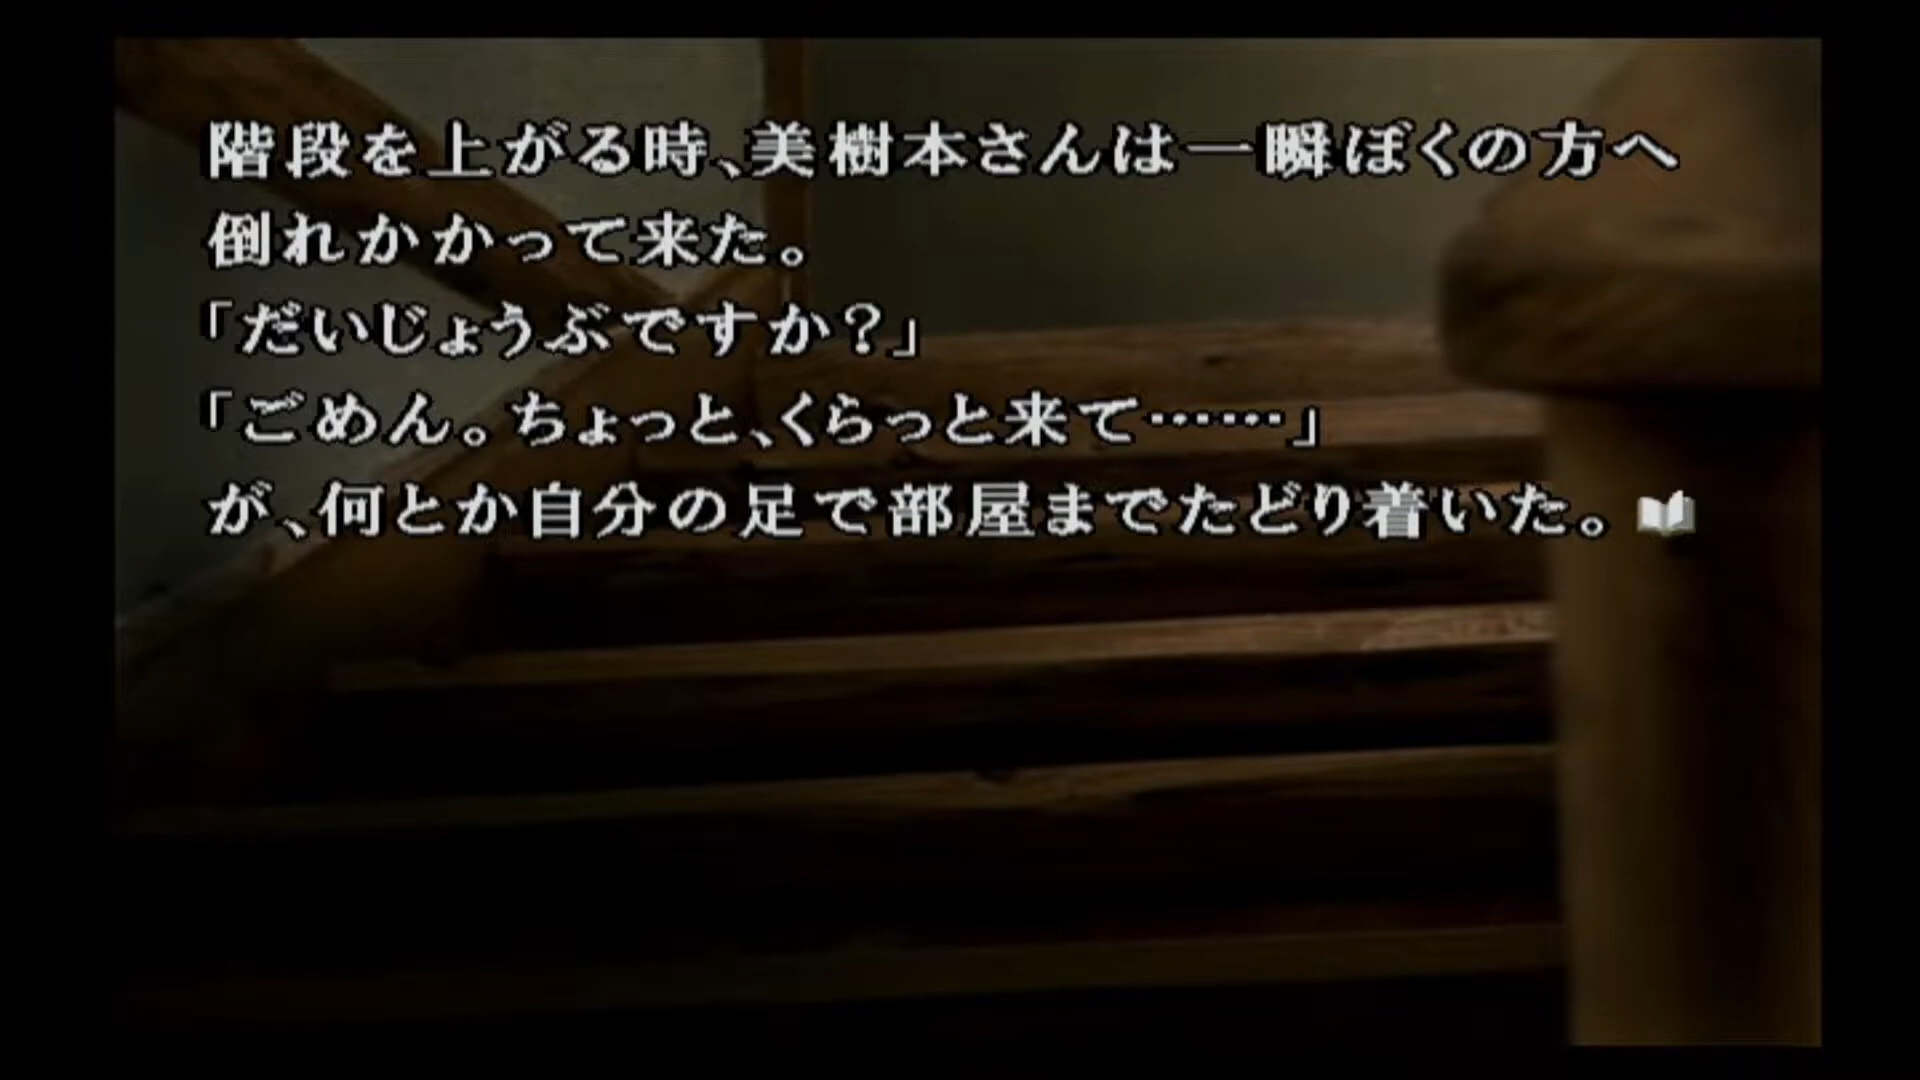 階段を上がる時、美樹本さんは一瞬ぼくの方へ
倒れかかって来た。
「だいじょうぶですか？」
「ごめん。ちょっと、くらっと来て……」
が、何とか自分の足で部屋までたどり着いた。